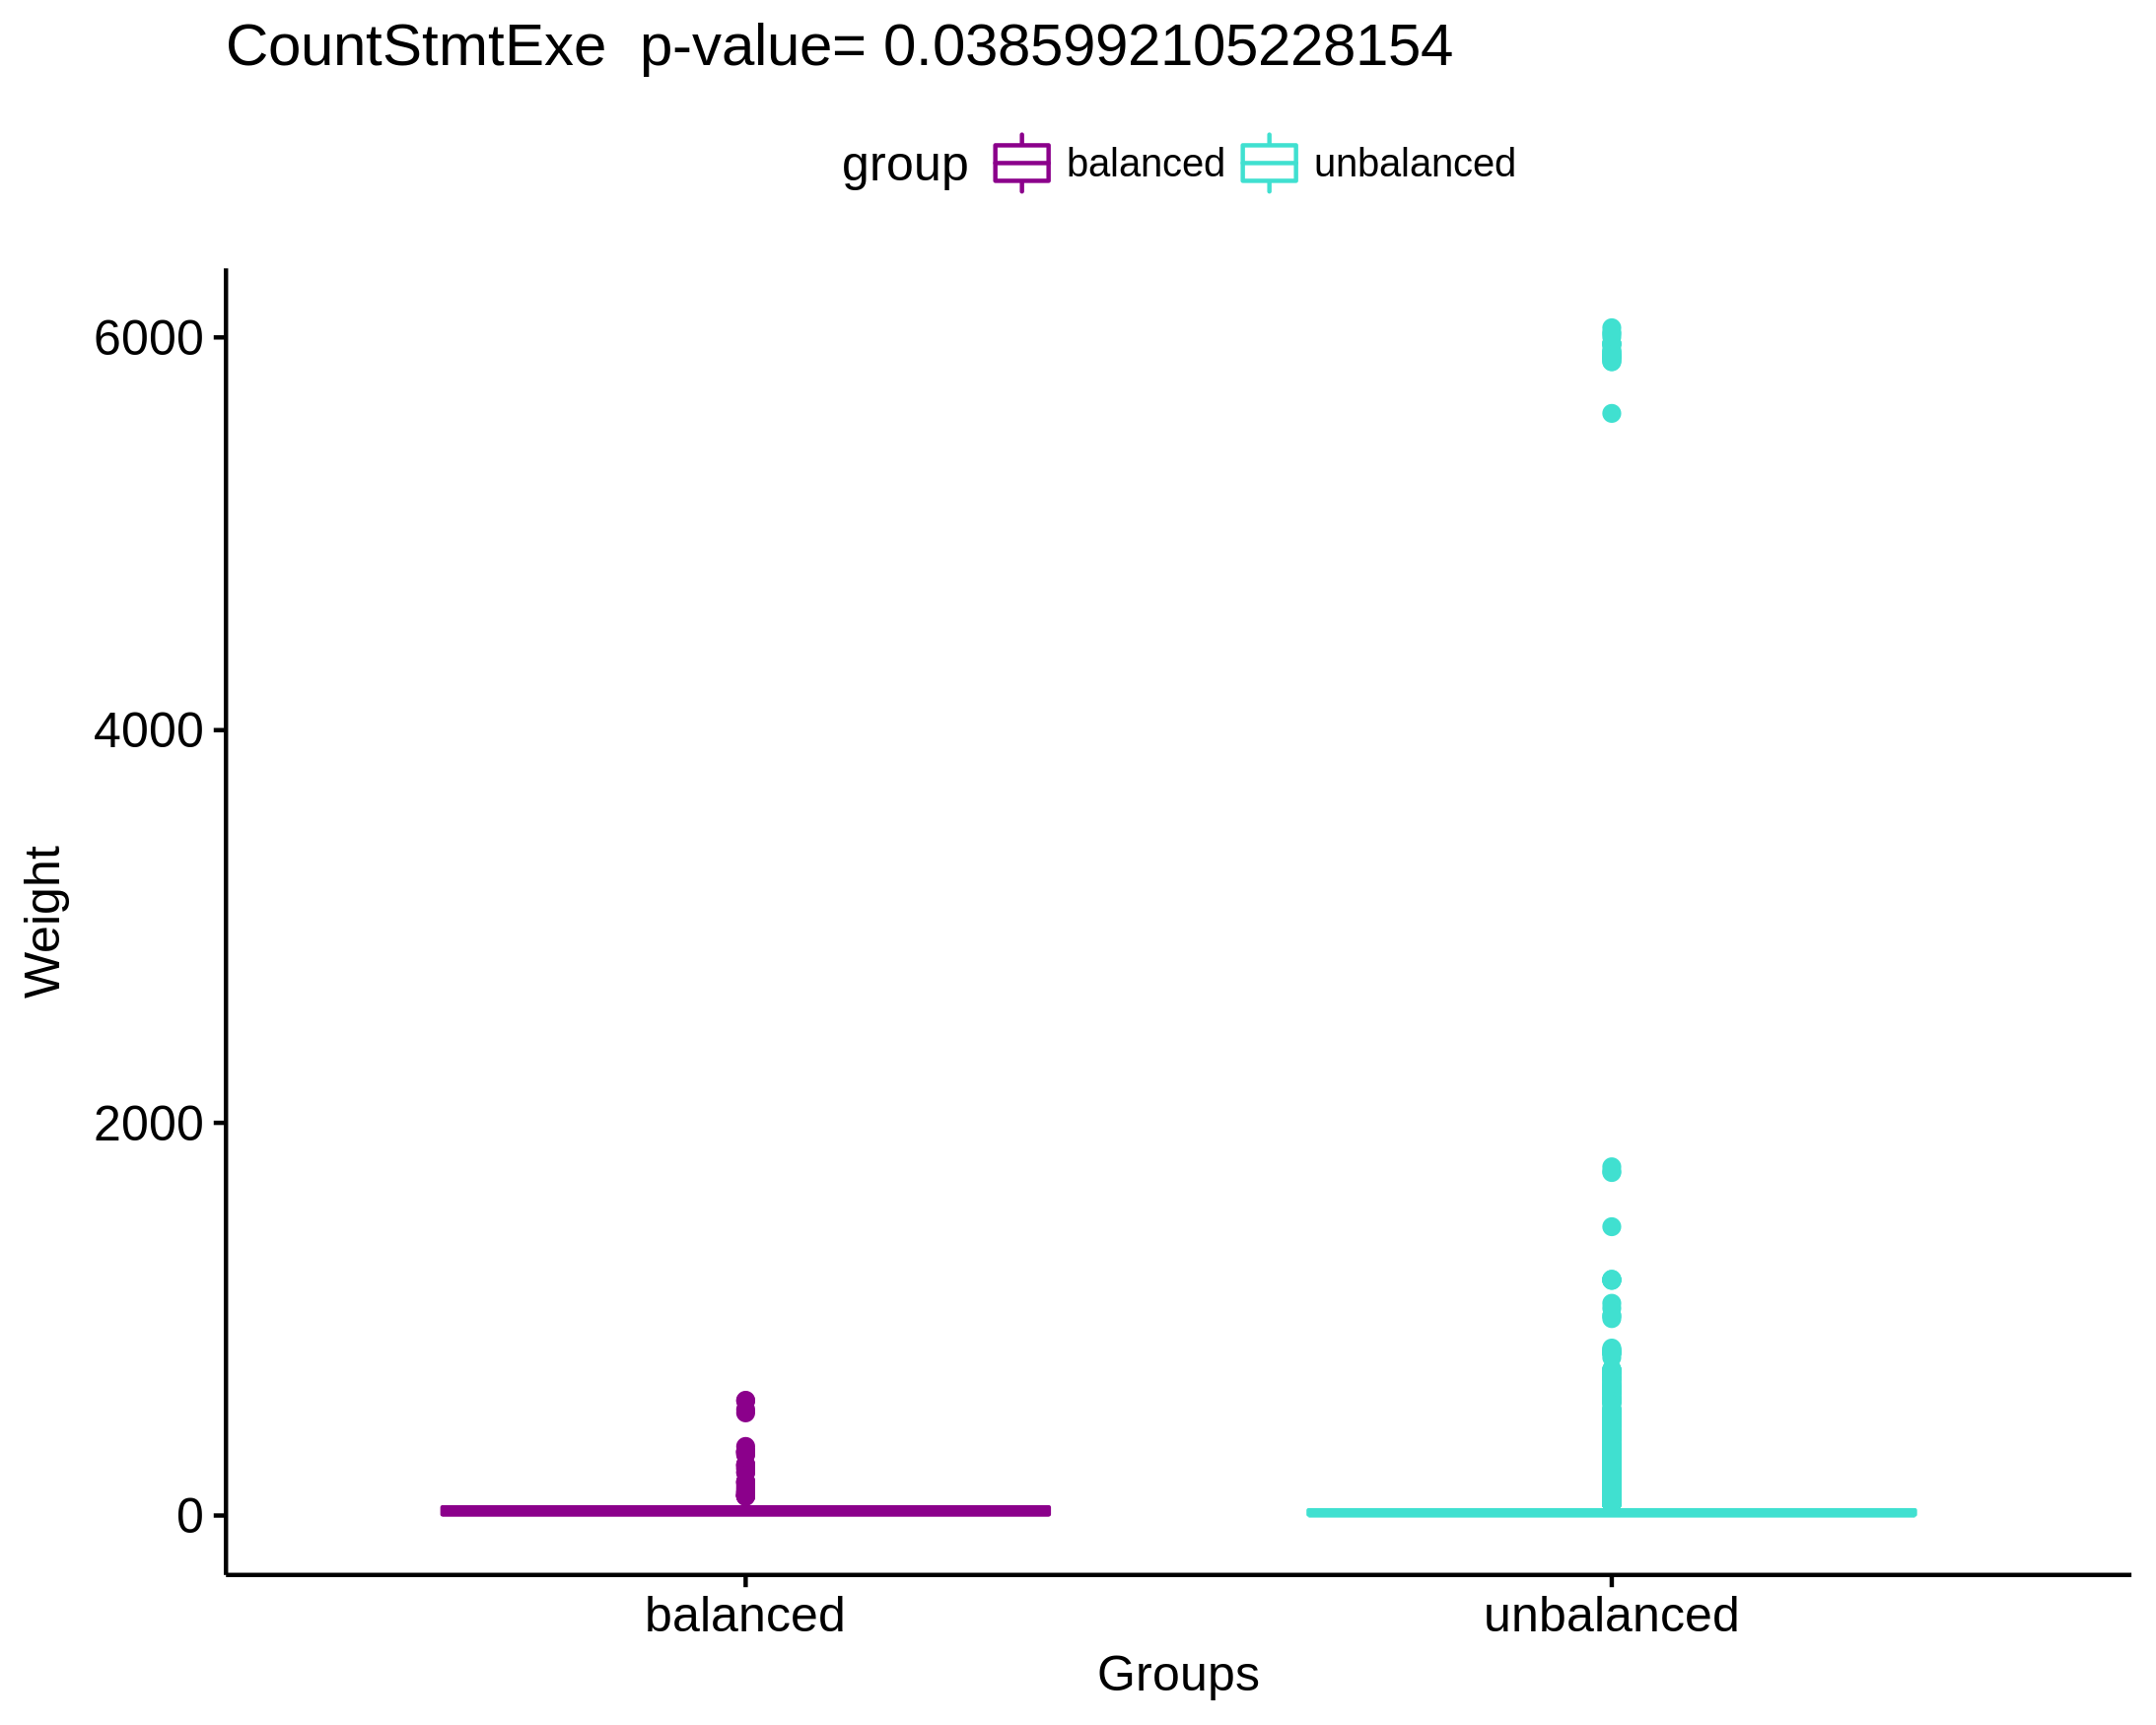 CountStmtExe  p-value= 0.0385992105228154
group balanced unbalanced
6000
4000
2000
0
Weight
balanced unbalanced
Groups